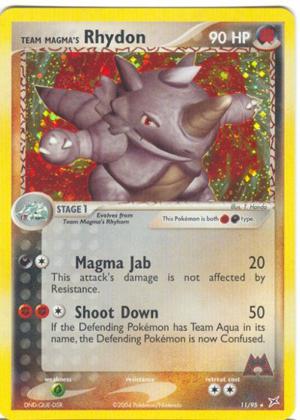 TEAM MAGMA'S Rhydon 90 HP
STAGE 1
Evolves from
Team Magma's Rhyhorn
This Pokémon is both type.
Magma Jab 20
This attack's damage is not affected by
Resistance.
Shoot Down 50
If the Defending Pokémon has Team Aqua in its
name, the Defending Pokémon is now Confused.
weakness resistance retreat cost
©2004 Pokémon/Nintendo
11/95 ★